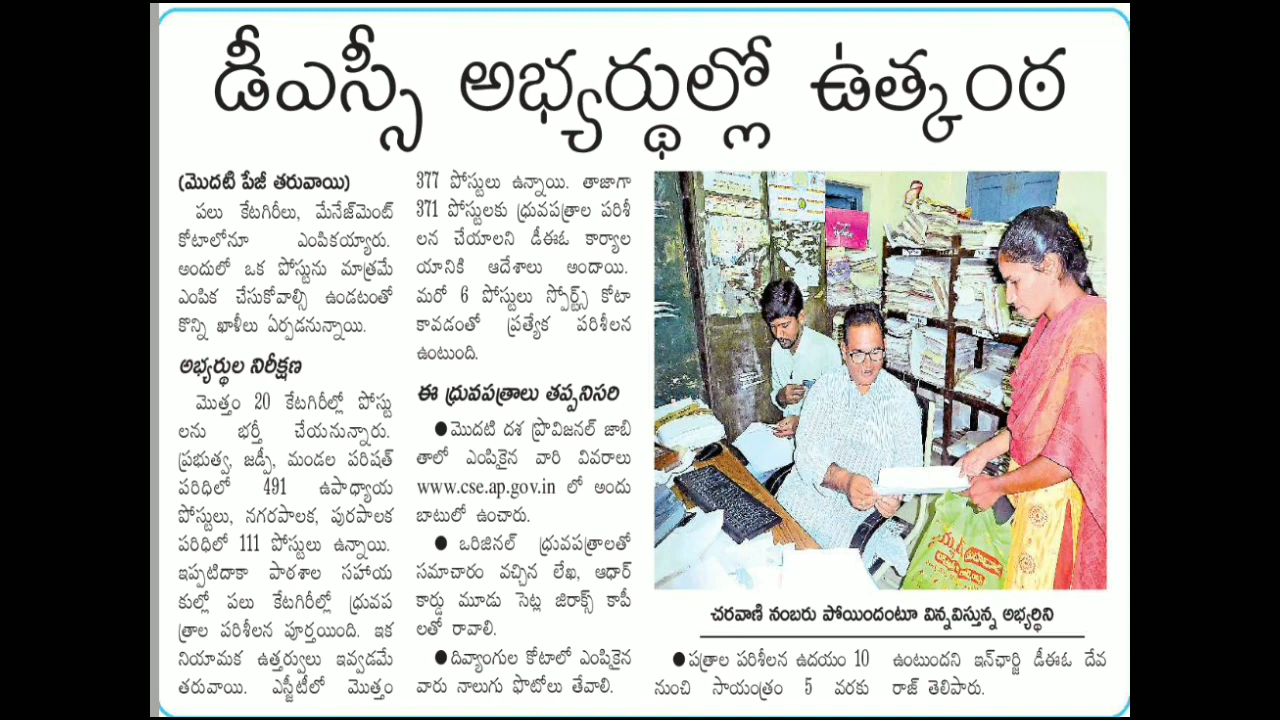 డీఎస్సీ అభ్యర్థుల్లో ఉత్కంఠ
(మొదటి పేజీ తరువాయి)
పలు కేటగిరీలు, మేనేజ్‌మెంట్
కోటాలోనూ ఎంపికయ్యారు.
అందులో ఒక పోస్టును మాత్రమే
ఎంపిక చేసుకోవాల్సి ఉండటంతో
కొన్ని ఖాళీలు ఏర్పడనున్నాయి.
అభ్యర్థుల నిరీక్షణ
మొత్తం 20 కేటగిరీల్లో పోస్టు
లను భర్తీ చేయనున్నారు.
ప్రభుత్వ, జడ్పీ, మండల పరిషత్
పరిధిలో 491 ఉపాధ్యాయ
పోస్టులు, నగరపాలక, పురపాలక
పరిధిలో 111 పోస్టులు ఉన్నాయి.
ఇప్పటిదాకా పాఠశాల సహాయ
కుల్లో పలు కేటగిరీల్లో ధ్రువప
త్రాల పరిశీలన పూర్తయింది. ఇక
నియామక ఉత్తర్వులు ఇవ్వడమే
తరువాయి. ఎస్జీటీలో మొత్తం
377 పోస్టులు ఉన్నాయి. తాజాగా
371 పోస్టులకు ధ్రువపత్రాల పరిశీ
లన చేయాలని డీఈఓ కార్యాల
యానికి ఆదేశాలు అందాయి.
మరో 6 పోస్టులు స్పోర్ట్స్ కోటా
కావడంతో ప్రత్యేక పరిశీలన
ఉంటుంది.
ఈ ధ్రువపత్రాలు తప్పనిసరి
●మొదటి దశ ప్రొవిజనల్ జాబి
తాలో ఎంపికైన వారి వివరాలు
www.cse.ap.gov.in లో అందు
బాటులో ఉంచారు.
● ఒరిజినల్ ధ్రువపత్రాలతో
సమాచారం వచ్చిన లేఖ, ఆధార్
కార్డు మూడు సెట్ల జిరాక్స్ కాపీ
లతో రావాలి.
●దివ్యాంగుల కోటాలో ఎంపికైన
వారు నాలుగు ఫొటోలు తేవాలి.
చరవాణి నంబరు పోయిందంటూ విన్నవిస్తున్న అభ్యర్థిని
●పత్రాల పరిశీలన ఉదయం 10
నుంచి సాయంత్రం 5 వరకు
ఉంటుందని ఇన్‌ఛార్జి డీఈఓ దేవ
రాజ్ తెలిపారు.